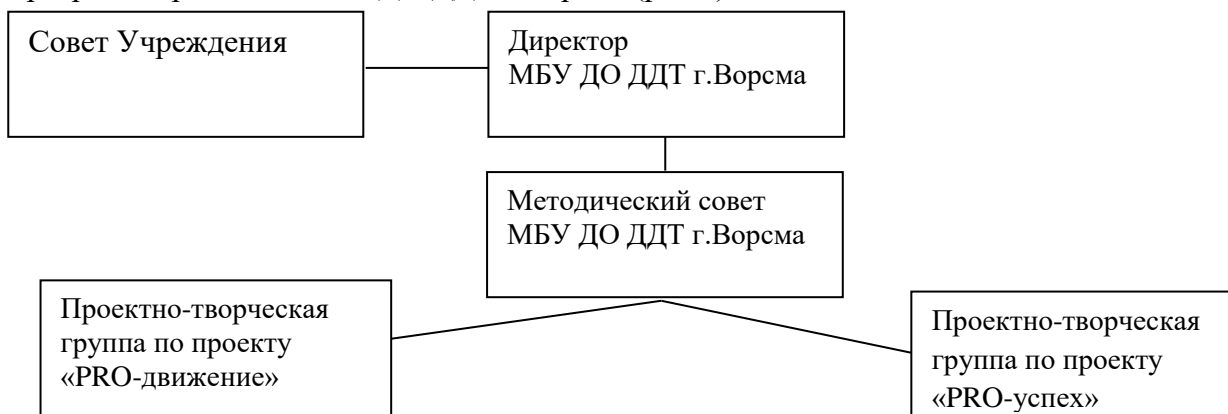 Совет Учреждения
Директор
МБУ ДО ДДТ г.Ворсма
Методический совет
МБУ ДО ДДТ г.Ворсма
Проектно-творческая
группа по проекту
«PRO-движение»
Проектно-творческая
группа по проекту
«PRO-успех»